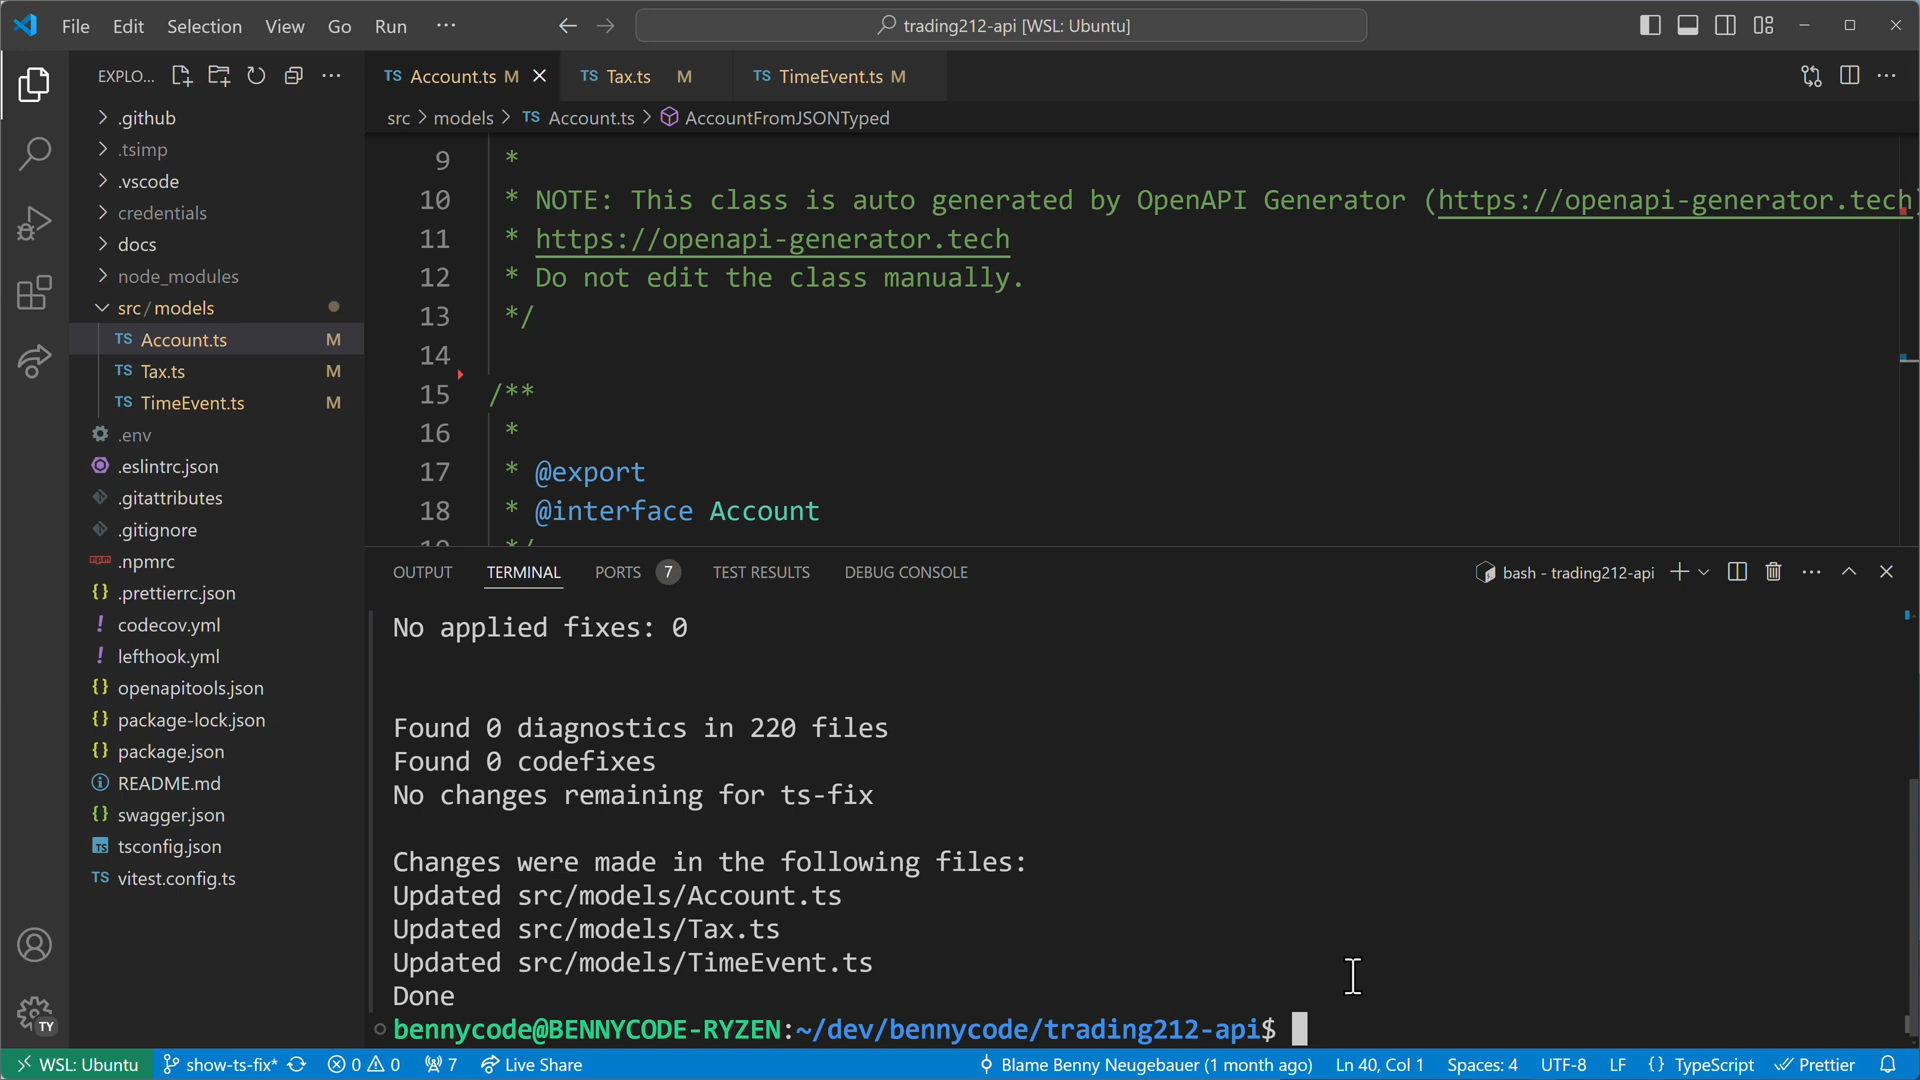 File Edit Selection View Go Run ···
trading212-api [WSL: Ubuntu]
EXPLO...
.github
.tsimp
.vscode
credentials
docs
node_modules
src/models
TS Account.ts M
TS Tax.ts M
TS TimeEvent.ts M
.env
.eslintrc.json
.gitattributes
.gitignore
.npmrc
.prettierrc.json
codecov.yml
lefthook.yml
openapitools.json
package-lock.json
package.json
README.md
swagger.json
tsconfig.json
TS vitest.config.ts
TS Account.ts M TS Tax.ts M TS TimeEvent.ts M
src > models > TS Account.ts > AccountFromJSONTyped
9 *
10 * NOTE: This class is auto generated by OpenAPI Generator (https://openapi-generator.tech)
11 * https://openapi-generator.tech
12 * Do not edit the class manually.
13 */
14
15 /**
16 *
17 * @export
18 * @interface Account
19 */
OUTPUT TERMINAL PORTS 7 TEST RESULTS DEBUG CONSOLE
bash - trading212-api
No applied fixes: 0
Found 0 diagnostics in 220 files
Found 0 codefixes
No changes remaining for ts-fix
Changes were made in the following files:
Updated src/models/Account.ts
Updated src/models/Tax.ts
Updated src/models/TimeEvent.ts
Done
bennycode@BENNYCODE-RYZEN:~/dev/bennycode/trading212-api$
TY
WSL: Ubuntu show-ts-fix* 0 0 7 Live Share Blame Benny Neugebauer (1 month ago) Ln 40, Col 1 Spaces: 4 UTF-8 LF {} TypeScript Prettier